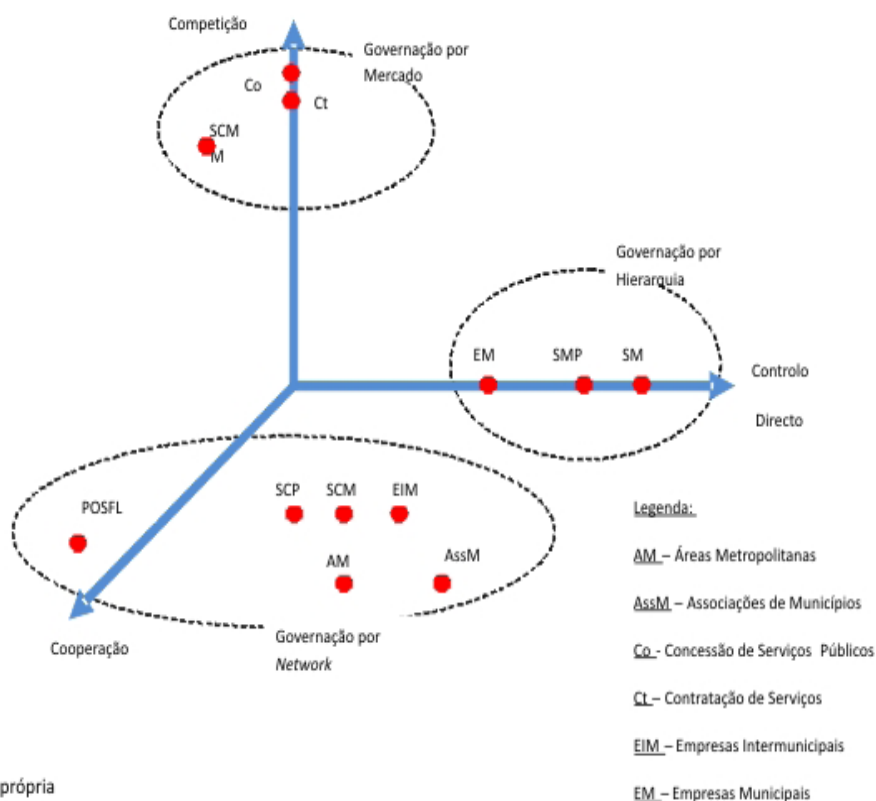 Competição
Governação por
Mercado
Co
Ct
SCM
M
Governação por
Hierarquia
EM
SMP
SM
Controlo
Directo
POSFL
SCP
SCM
EIM
AM
AssM
Cooperação
Governação por
Network
Legenda:
AM – Áreas Metropolitanas
AssM – Associações de Municípios
Co - Concessão de Serviços Públicos
Ct – Contratação de Serviços
EIM – Empresas Intermunicipais
EM – Empresas Municipais
própria